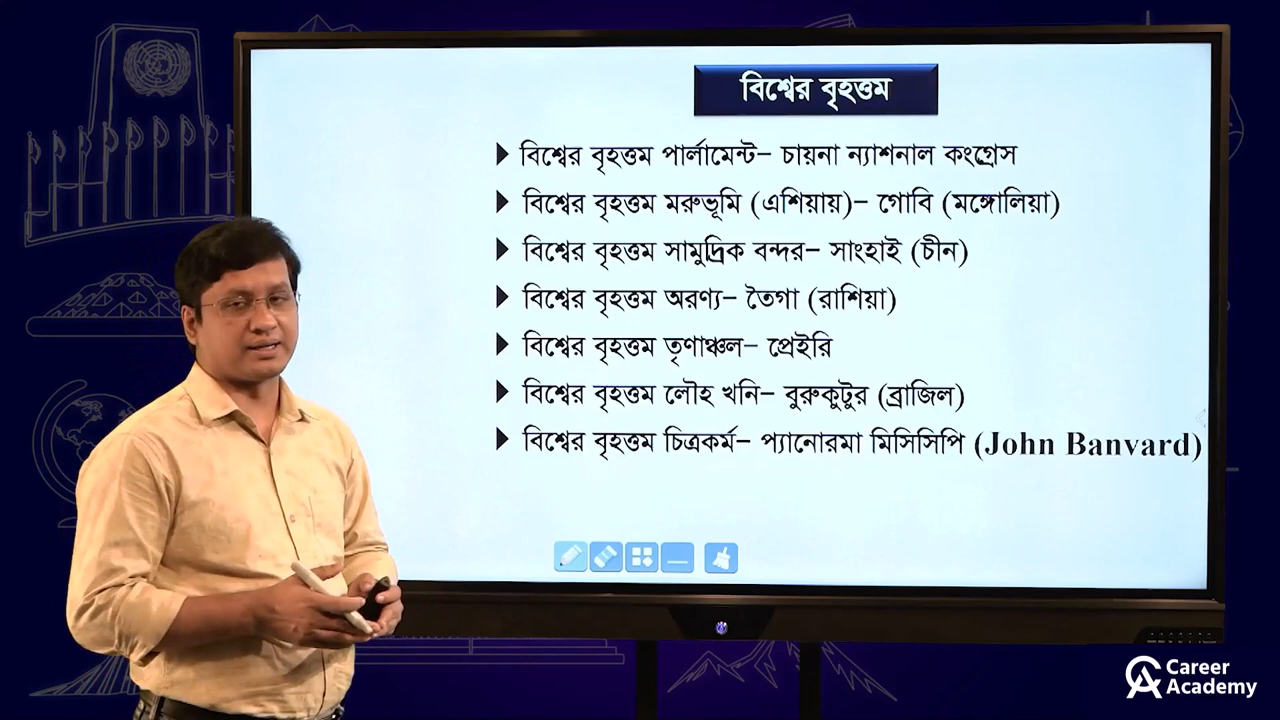 বিশ্বের বৃহত্তম
বিশ্বের বৃহত্তম পার্লামেন্ট– চায়না ন্যাশনাল কংগ্রেস
বিশ্বের বৃহত্তম মরুভূমি (এশিয়ায়)– গোবি (মঙ্গোলিয়া)
বিশ্বের বৃহত্তম সামুদ্রিক বন্দর– সাংহাই (চীন)
বিশ্বের বৃহত্তম অরণ্য– তৈগা (রাশিয়া)
বিশ্বের বৃহত্তম তৃণাঞ্চল– প্রেইরি
বিশ্বের বৃহত্তম লৌহ খনি– বুরুকুটুর (ব্রাজিল)
বিশ্বের বৃহত্তম চিত্রকর্ম– প্যানোরমা মিসিসিপি (John Banvard)
Career
Academy